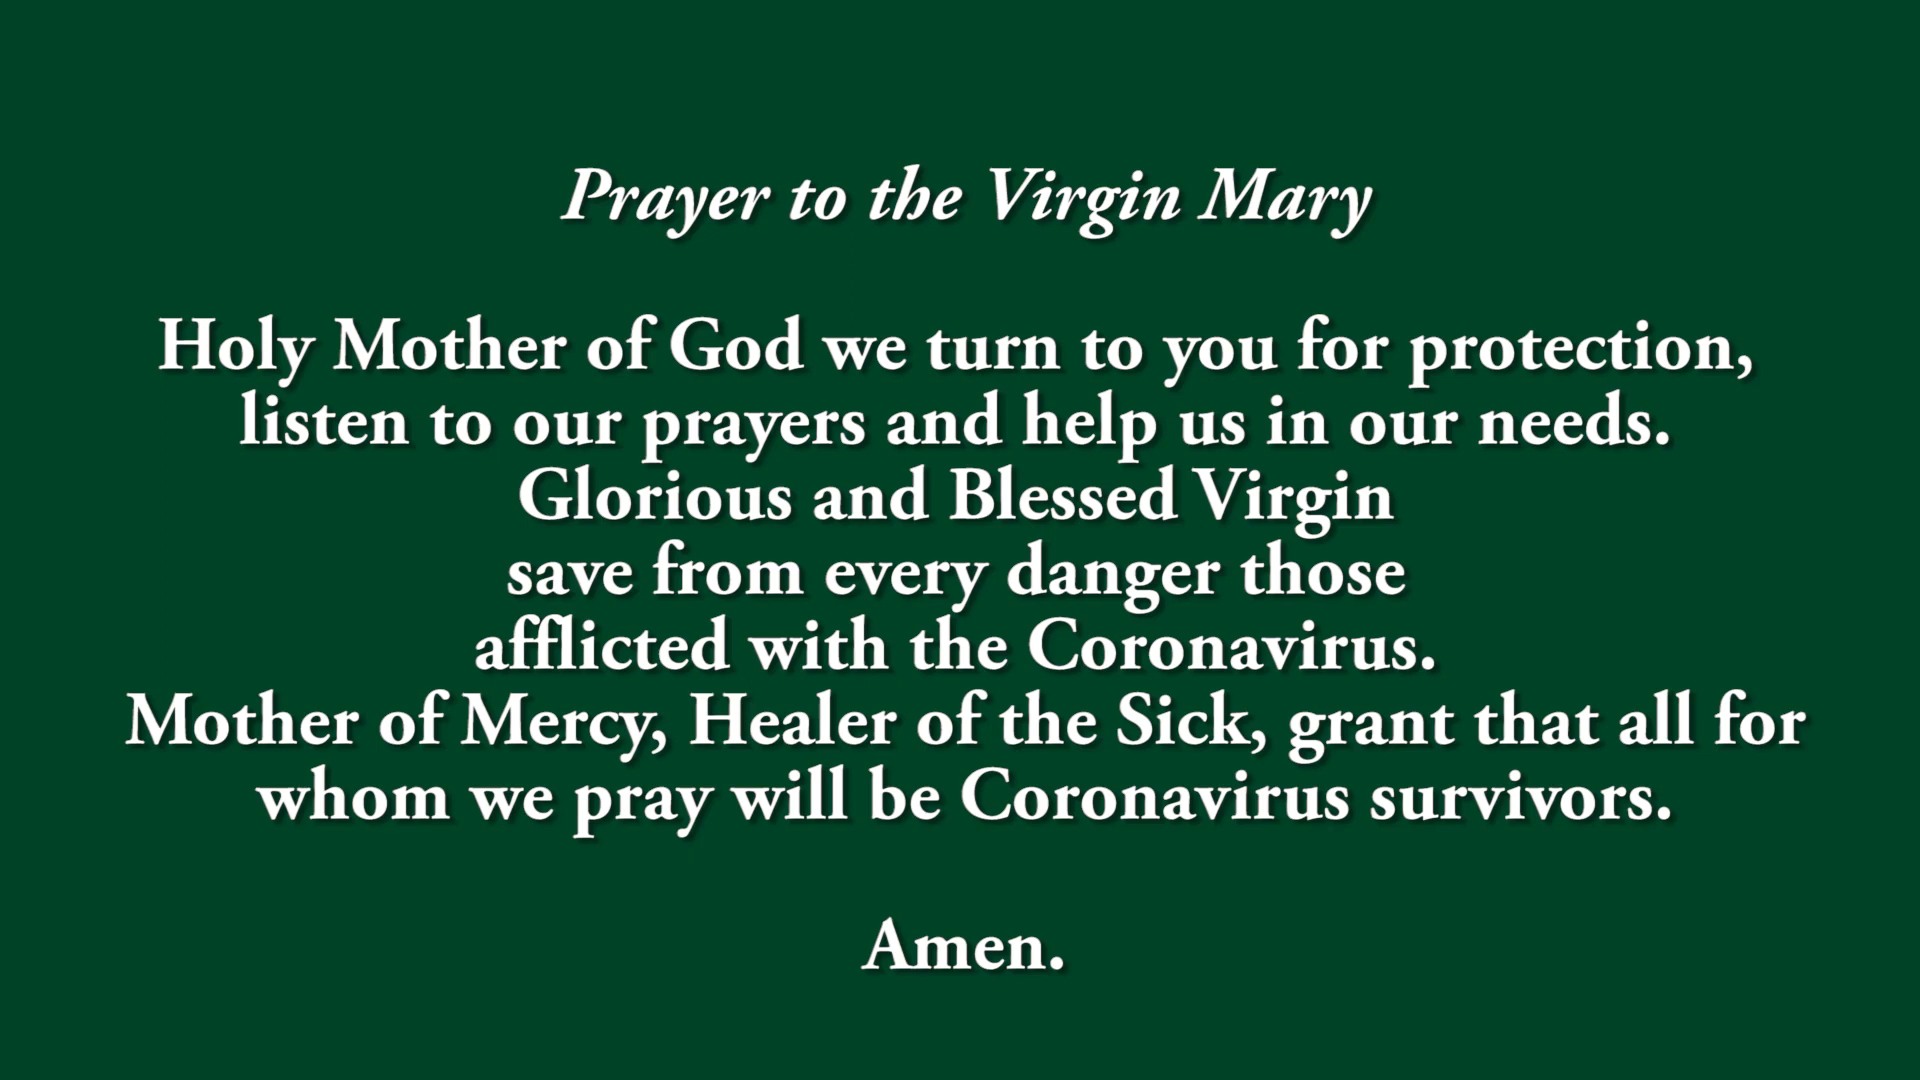 Prayer to the Virgin Mary
Holy Mother of God we turn to you for protection,
listen to our prayers and help us in our needs.
Glorious and Blessed Virgin
save from every danger those
afflicted with the Coronavirus.
Mother of Mercy, Healer of the Sick, grant that all for
whom we pray will be Coronavirus survivors.
Amen.